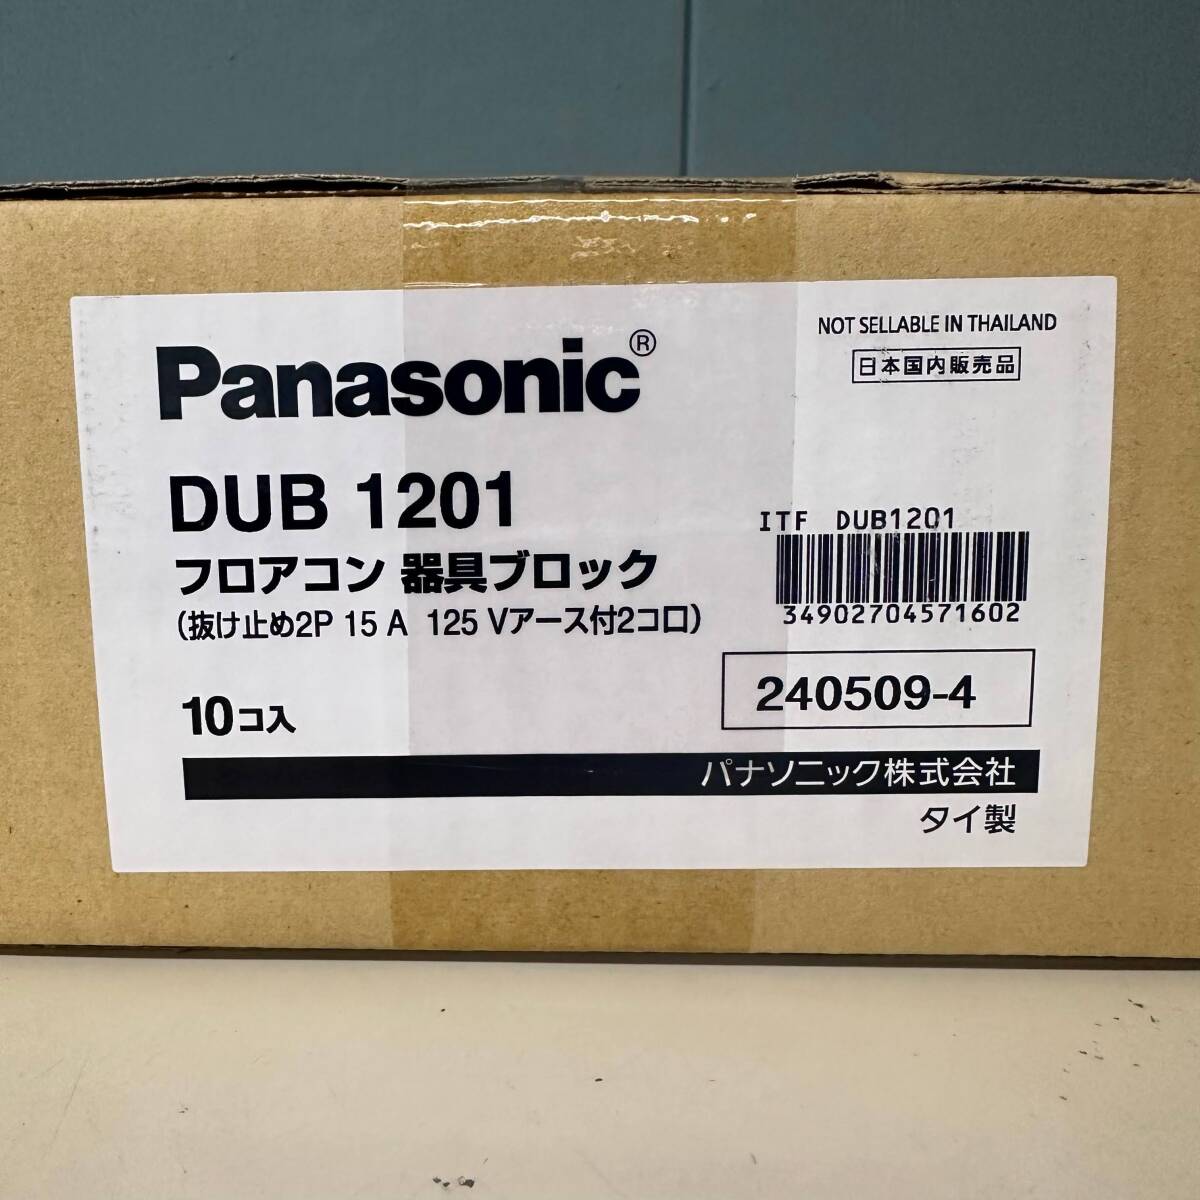 NOT SELLABLE IN THAILAND
日本国内販売品
Panasonic®
DUB 1201
フロアコン 器具ブロック
(抜け止め2P 15 A 125 Vアース付2コ口)
ITF DUB1201
34902704571602
240509-4
10コ入
パナソニック株式会社
タイ製